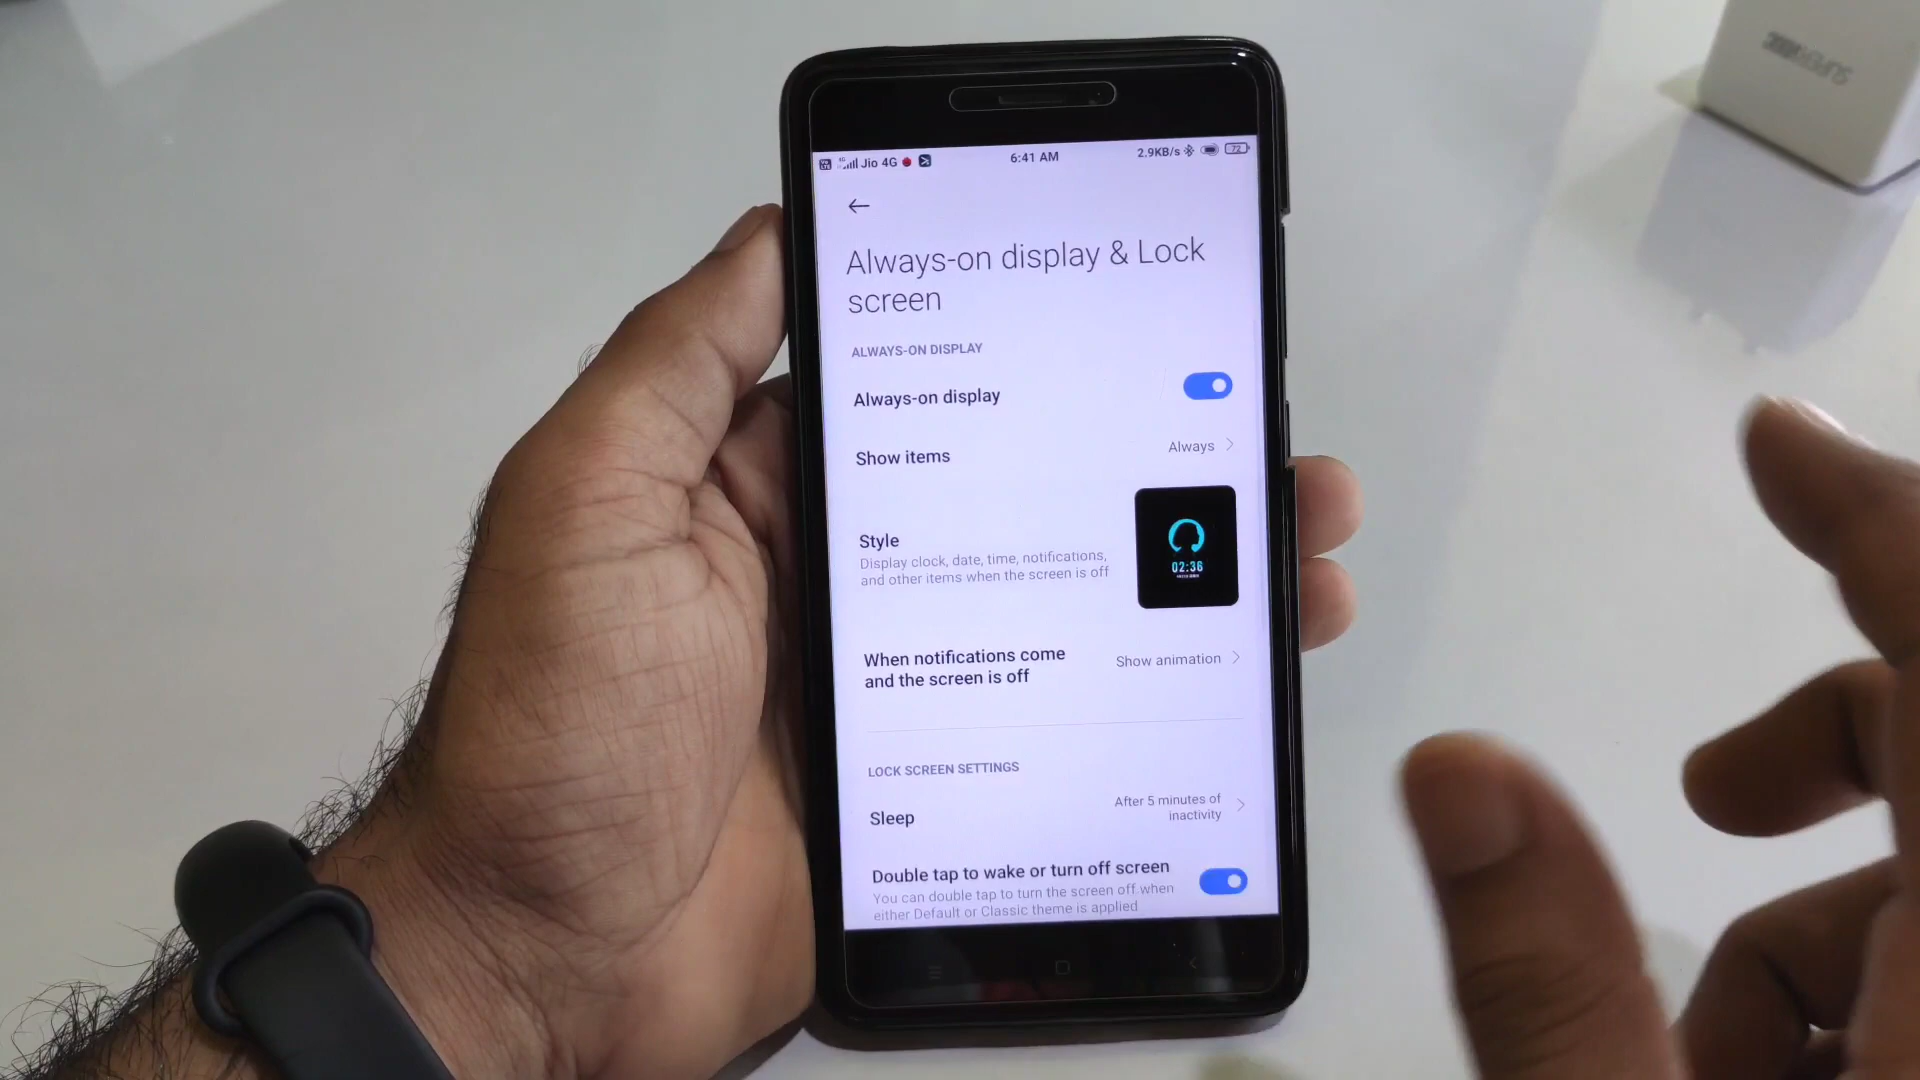 Jio 4G 6:41 AM 2.9KB/s 72
Always-on display & Lock
screen
ALWAYS-ON DISPLAY
Always-on display
Show items Always
Style
Display clock, date, time, notifications,
and other items when the screen is off
02:36
When notifications come
and the screen is off
Show animation
LOCK SCREEN SETTINGS
Sleep
After 5 minutes of
inactivity
Double tap to wake or turn off screen
You can double tap to turn the screen off when
either Default or Classic theme is applied
SUPERVOOC